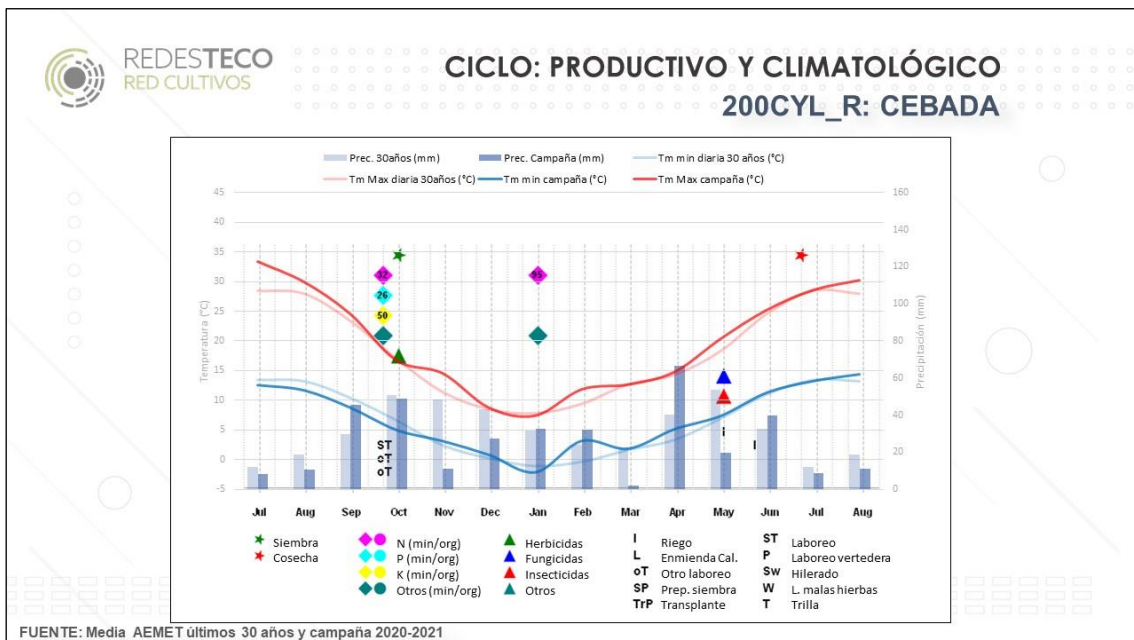 REDESTECO
RED CULTIVOS
CICLO: PRODUCTIVO Y CLIMATOLÓGICO
200CYL_R: CEBADA
Prec. 30años (mm) Prec. Campaña (mm) Tm min diaria 30 años (°C)
Tm Max diaria 30años (°C) Tm min campaña (°C) Tm Max campaña (°C)
45 160
40 140
35 120
30 100
25
20 80
15 60
10 40
5
0 20
-5 0
Temperatura (°C)
Precipitación (mm)
32 95
26
50
i
ST I
oT
oT
Jul Aug Sep Oct Nov Dec Jan Feb Mar Apr May Jun Jul Aug
Siembra N (min/org) Herbicidas I Riego ST Laboreo
Cosecha P (min/org) Fungicidas L Enmienda Cal. P Laboreo vertedera
K (min/org) Insecticidas oT Otro laboreo Sw Hilerado
Otros (min/org) Otros SP Prep. siembra W L. malas hierbas
TrP Transplante T Trilla
FUENTE: Media AEMET últimos 30 años y campaña 2020-2021